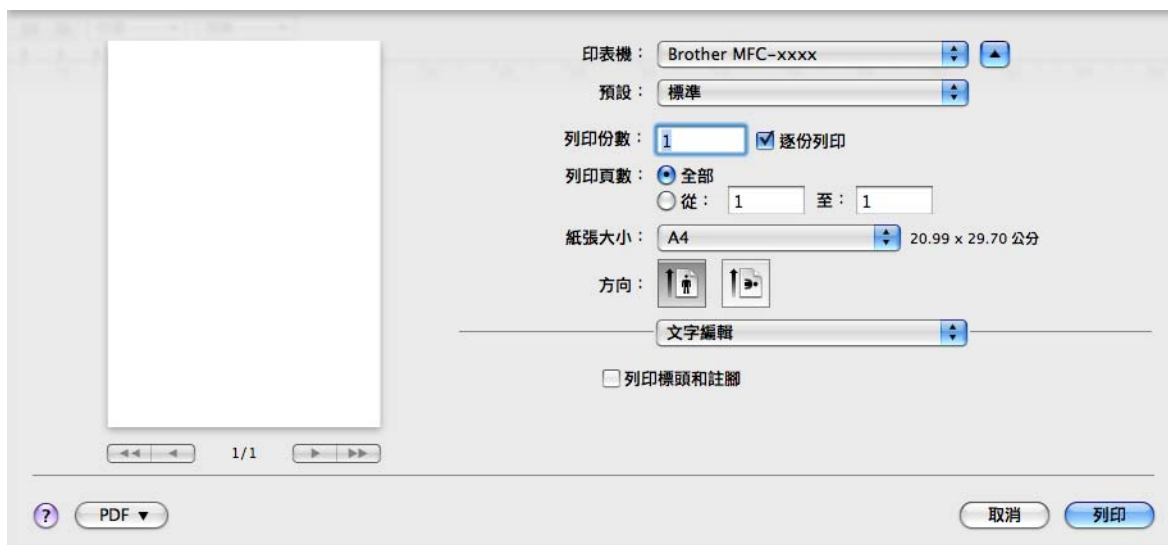 印表機： Brother MFC-xxxx
預設： 標準
列印份數： 1 逐份列印
列印頁數： 全部
從： 1 至： 1
紙張大小： A4 20.99 x 29.70 公分
方向：
文字編輯
列印標頭和註腳
1/1
? PDF ▼ 取消 列印